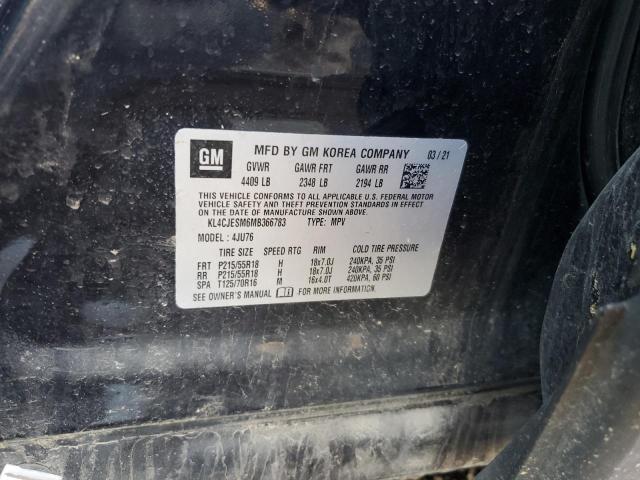 GM
MFD BY GM KOREA COMPANY 03/21
GVWR GAWR FRT GAWR RR
4409 LB 2348 LB 2194 LB
THIS VEHICLE CONFORMS TO ALL APPLICABLE U.S. FEDERAL MOTOR
VEHICLE SAFETY AND THEFT PREVENTION STANDARDS IN EFFECT
ON THE DATE OF MANUFACTURE SHOWN ABOVE.
KL4CJESM6MB366783 TYPE: MPV
MODEL: 4JU76
TIRE SIZE SPEED RTG RIM COLD TIRE PRESSURE
FRT P215/55R18 H 18x7.0J 240KPA, 35 PSI
RR P215/55R18 H 18x7.0J 240KPA, 35 PSI
SPA T125/70R16 M 16x4.0T 420KPA, 60 PSI
SEE OWNER'S MANUAL FOR MORE INFORMATION.